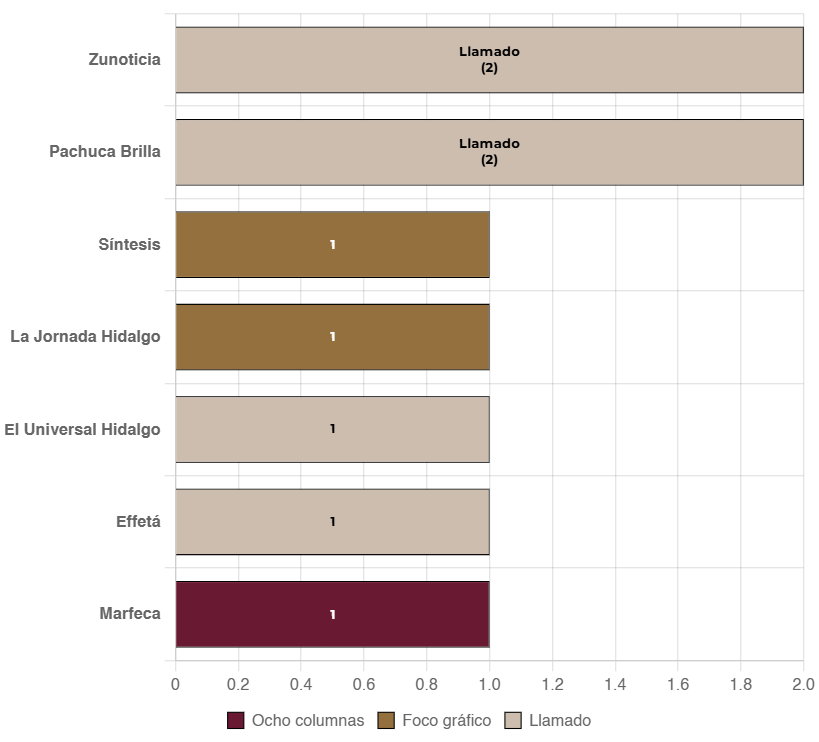 Zunoticia
Llamado
(2)
Pachuca Brilla
Llamado
(2)
Síntesis
1
La Jornada Hidalgo
1
El Universal Hidalgo
1
Effetá
1
Marfeca
1
0 0.2 0.4 0.6 0.8 1.0 1.2 1.4 1.6 1.8 2.0
Ocho columnas Foco gráfico Llamado